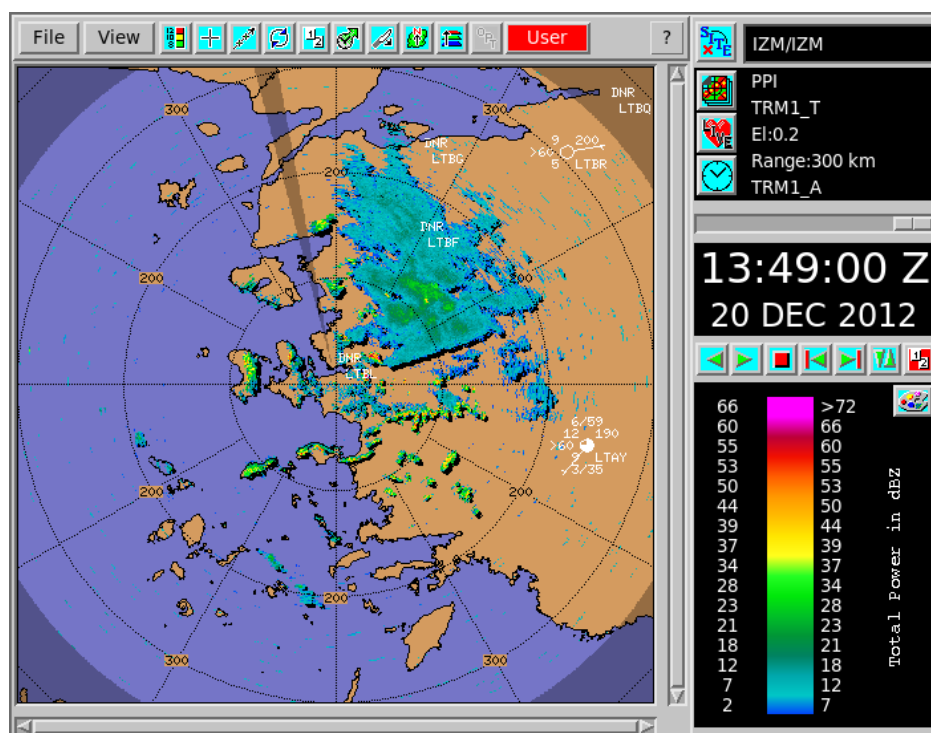 File View User ?
IZM/IZM
PPI
TRM1_T
El:0.2
Range:300 km
TRM1_A
13:49:00 Z
20 DEC 2012
66 >72
60 66
55 60
53 55
50 53
44 50
39 44
37 39
34 37
28 34
23 28
21 23
18 21
12 18
7 12
2 7
Total Power in dBZ
DNR
LTBQ
300
300
DNR
LTBG
9 200
>60 LTBR
5
200
DNR
LTBF
200
200
DNR
LTBL
6/59
12 190
>60 LTAY
9
/3/35
200
200
200
300
300